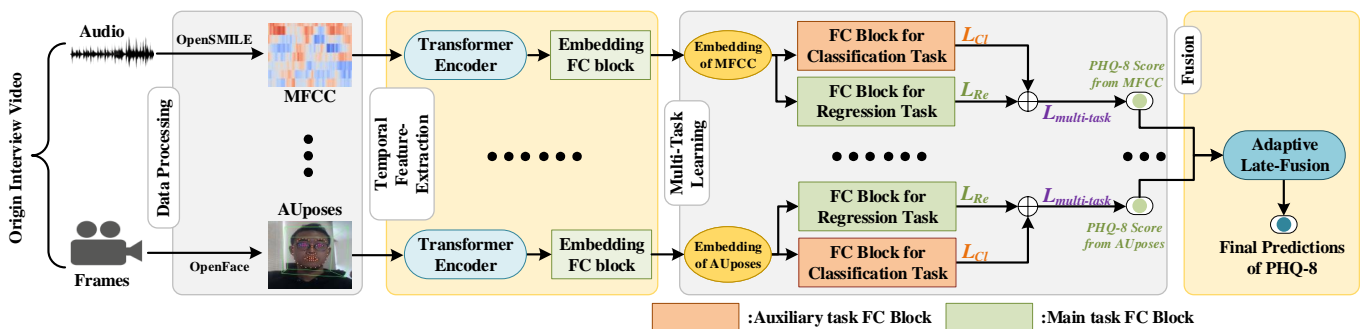 Origin Interview Video
Audio
Frames
OpenSMILE
OpenFace
Data Processing
MFCC
AUposes
Temporal
Feature-
Extraction
Transformer
Encoder
Embedding
FC block
Transformer
Encoder
Embedding
FC block
Multi-Task
Learning
Embedding
of MFCC
FC Block for
Classification Task
FC Block for
Regression Task
L_Cl
L_Re
L_multi-task
PHQ-8 Score
from MFCC
Embedding
of AUposes
FC Block for
Regression Task
FC Block for
Classification Task
L_Re
L_Cl
L_multi-task
PHQ-8 Score
from AUposes
Fusion
Adaptive
Late-Fusion
Final Predictions
of PHQ-8
:Auxiliary task FC Block
:Main task FC Block